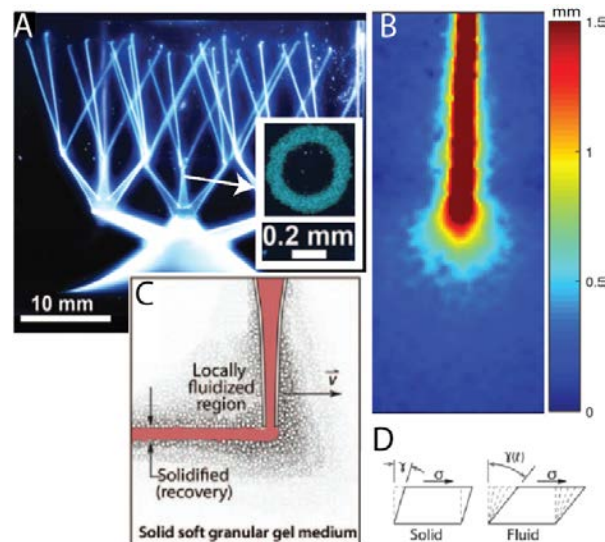 A
0.2 mm
10 mm
B
mm
1.5
1
0.5
0
C
Locally
fluidized
region
v
Solidified
(recovery)
Solid soft granular gel medium
D
γ
σ
Solid
γ(t)
σ
Fluid